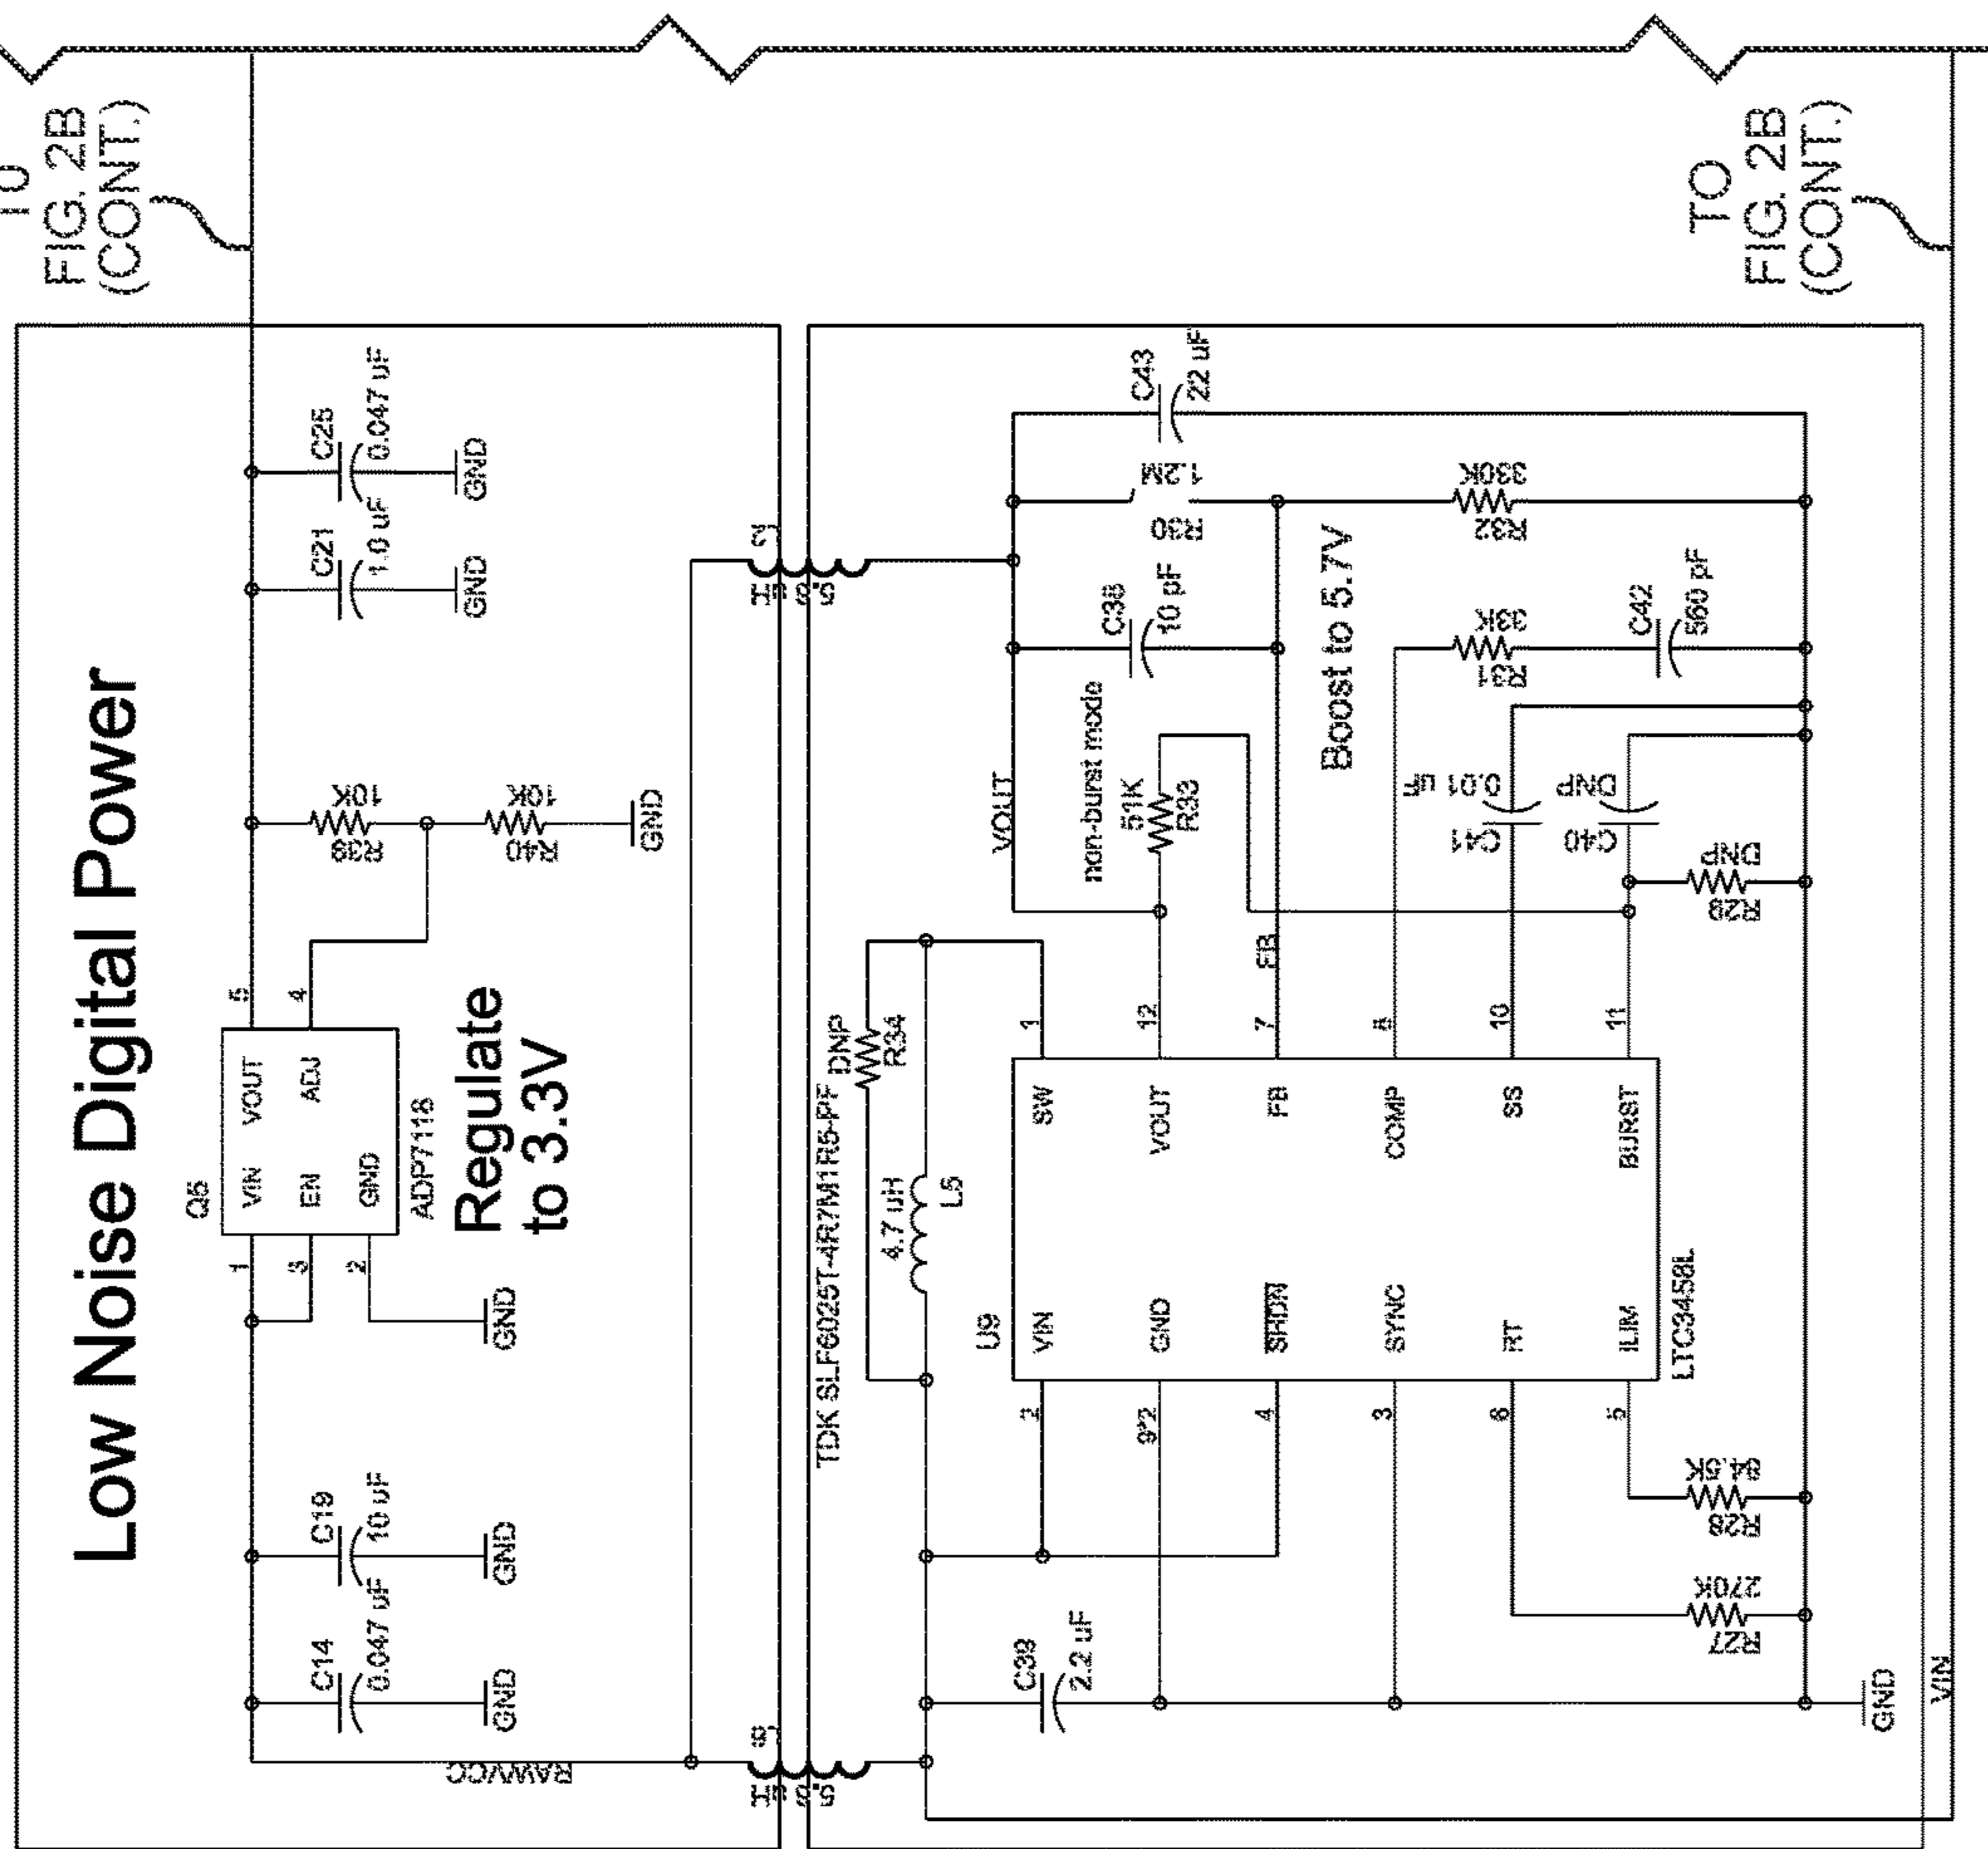 TO
FIG. 2B
(CONT.)
TO
FIG. 2B
(CONT.)
Low Noise Digital Power
C25
0.047 uF
GND
C21
1.0 uF
GND
10K
R39
10K
R40
GND
Q5
VIN
VOUT
EN
ADJ
GND
1
3
2
5
4
ADP7118
Regulate
to 3.3V
GND
C19
10 uF
GND
C14
0.047 uF
GND
RAWVCC
5.6
uH
5.6
uH
TDK SLF6025T-4R7M1R5-PF
DNP
R34
4.7 uH
L5
U9
VIN
GND
SHDN
SYNC
RT
ILIM
SW
VOUT
FB
COMP
SS
BURST
2
9*2
4
3
6
5
1
12
7
8
10
11
LTC3458L
VOUT
FB
non-burst mode
51K
R33
C38
10 pF
1.2M
R30
C43
22 uF
330K
R32
Boost to 5.7V
33K
R31
C42
560 pF
0.01 uF
C41
DNP
C40
DNP
R29
84.5K
R28
270K
R27
C39
2.2 uF
GND
VIN